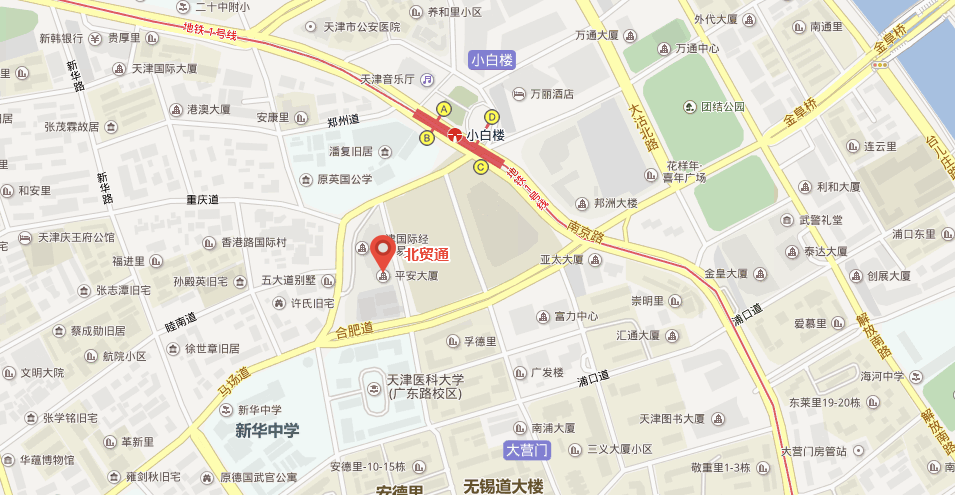 二十中附小
养和里小区
外代大厦
南通里
地铁1号线
天津市公安医院
新韩银行
贵厚里
万通大厦
万通中心
金阜桥
小白楼
天津国际大厦
天津音乐厅
新华路
万丽酒店
团结公园
港澳大厦
A
D
金阜桥
张茂霖故居
安康里
郑州道
大沽北路
B
小白楼
台儿庄路
连云里
潘复旧居
C
花样年·
喜年广场
原英国公学
地铁1号线
和安里
新华路
利和大厦
重庆道
邦洲大楼
武警礼堂
南京路
天津庆王府公馆
香港路国际村
津国际经
易
北贸通
浦口东里
泰达大厦
福进里
亚太大厦
金皇大厦
创展大厦
孙殿英旧宅
五大道别墅
平安大厦
张志潭旧宅
许氏旧宅
崇明里
浦口道
富力中心
睦南道
合肥道
爱慕里
解放南路
蔡成勋旧居
汇通大厦
孚德里
徐世章旧居
航院小区
文明大院
马场道
天津医科大学
(广东路校区)
广发楼
浦口道
海河中学
新华中学
东莱里19-20栋
张学铭旧宅
新华中学
天津图书大厦
解放南路
南浦大厦
革新里
大营门
三义大厦小区
大营门房管站
华蕴博物馆
安德里-10-15栋
敬重里1-3栋
雍剑秋旧宅
原德国武官公寓
安德里
无锡道大楼